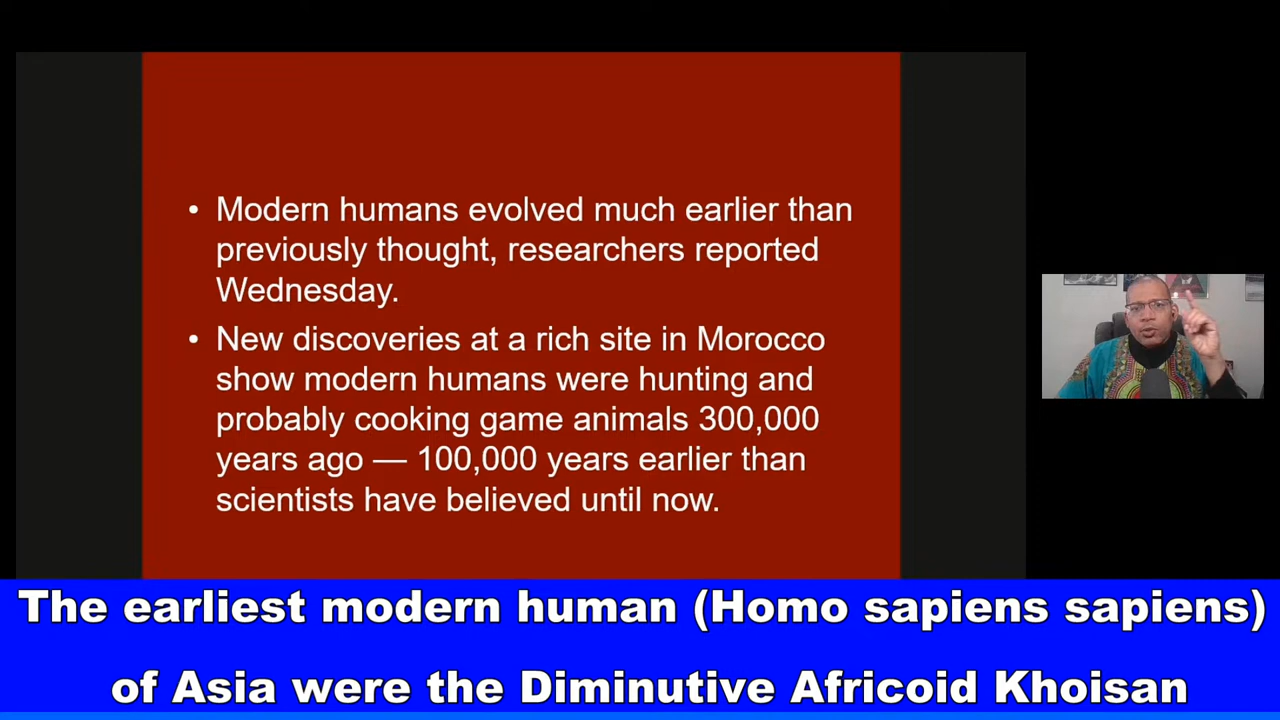 • Modern humans evolved much earlier than
previously thought, researchers reported
Wednesday.
• New discoveries at a rich site in Morocco
show modern humans were hunting and
probably cooking game animals 300,000
years ago — 100,000 years earlier than
scientists have believed until now.
The earliest modern human (Homo sapiens sapiens)
of Asia were the Diminutive Africoid Khoisan